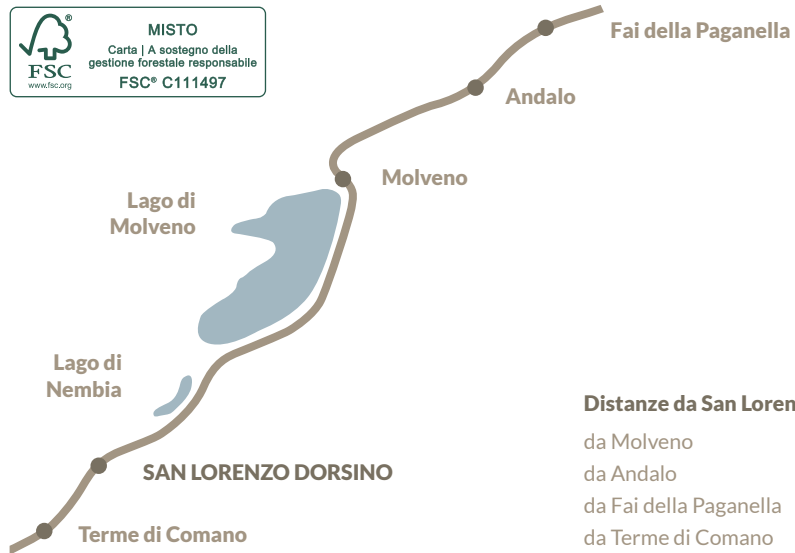 MISTO
Carta | A sostegno della
gestione forestale responsabile
FSC® C111497
®
FSC
www.fsc.org
Fai della Paganella
Andalo
Molveno
Lago di
Molveno
Lago di
Nembia
SAN LORENZO DORSINO
Terme di Comano
Distanze da San Loren
da Molveno
da Andalo
da Fai della Paganella
da Terme di Comano